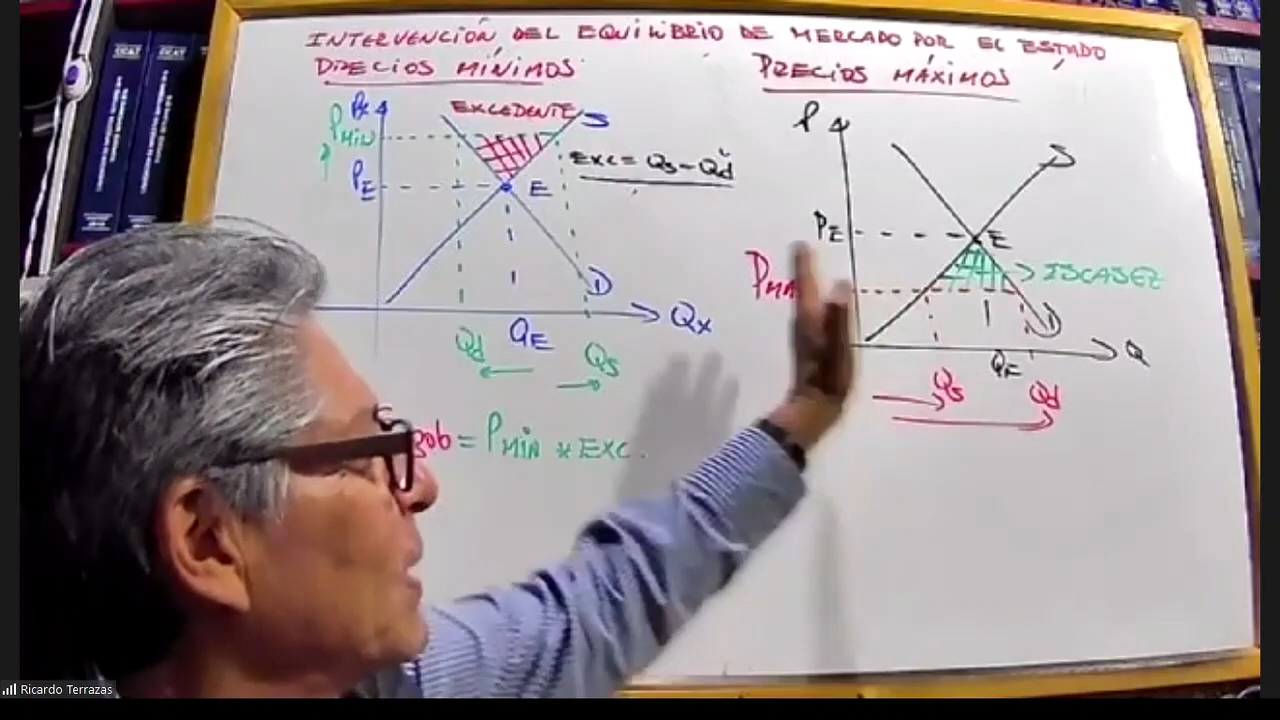 INTERVENCIÓN DEL EQUILIBRIO DE MERCADO POR EL ESTADO
PRECIOS MÍNIMOS
Px
EXCEDENTE
S
PMIN
EXC = Qs - Qd
PE
E
D
Qx
Qd
QE
Qs
gob = PMIN * EXC.
PRECIOS MÁXIMOS
P
S
PE
E
ESCASEZ
D
Q
QE
Qs
Qd
Ricardo Terrazas